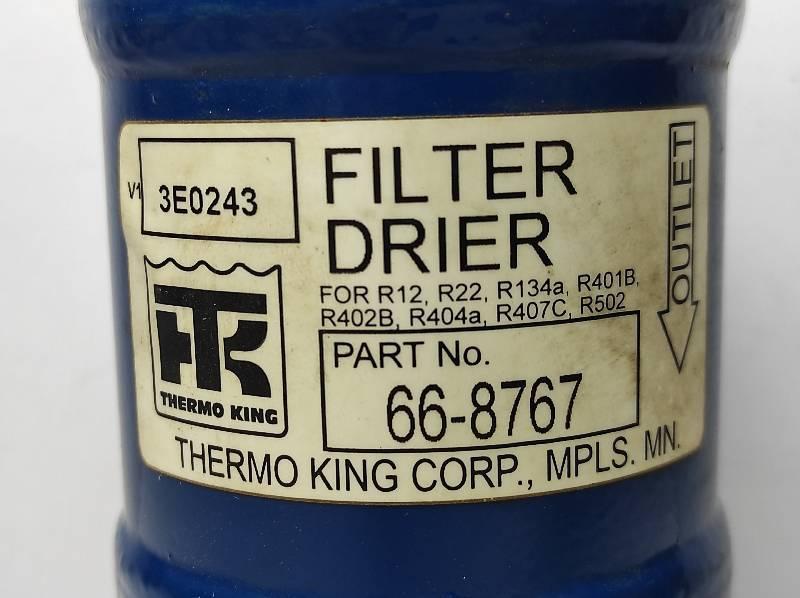 V1 3E0243
FILTER
DRIER
FOR R12, R22, R134a, R401B,
R402B, R404a, R407C, R502
PART No.
66-8767
TK
THERMO KING
THERMO KING CORP., MPLS. MN.
OUTLET